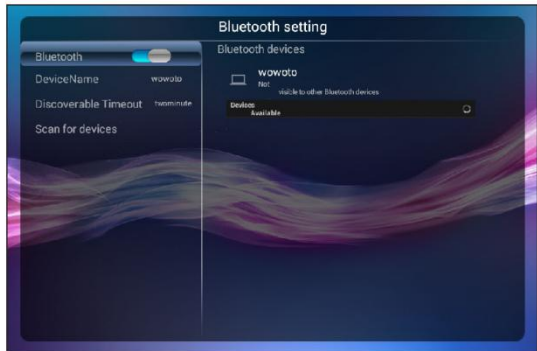 Bluetooth setting
Bluetooth
DeviceName wowoto
Discoverable Timeout twominute
Scan for devices
Bluetooth devices
wowoto
Not
visible to other Bluetooth devices
Devices
Available